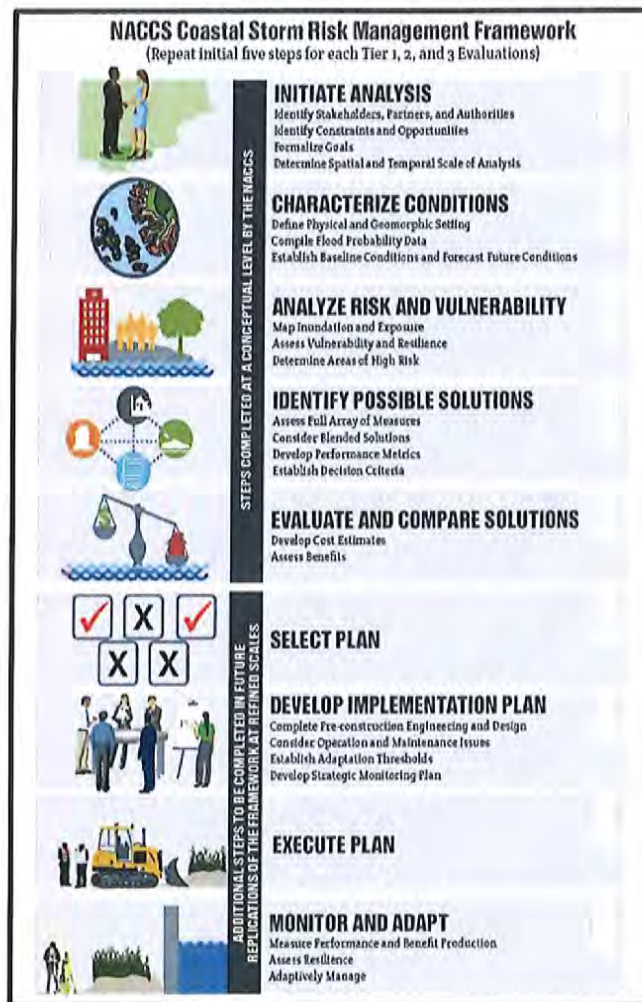 NACCS Coastal Storm Risk Management Framework
(Repeat initial five steps for each Tier 1, 2, and 3 Evaluations)
STEPS COMPLETED AT A CONCEPTUAL LEVEL BY THE NACCS
INITIATE ANALYSIS
Identify Stakeholders, Partners, and Authorities
Identify Constraints and Opportunities
Formalize Goals
Determine Spatial and Temporal Scale of Analysis
CHARACTERIZE CONDITIONS
Define Physical and Geomorphic Setting
Compile Flood Probability Data
Establish Baseline Conditions and Forecast Future Conditions
ANALYZE RISK AND VULNERABILITY
Map Inundation and Exposure
Assess Vulnerability and Resilience
Determine Areas of High Risk
IDENTIFY POSSIBLE SOLUTIONS
Assess Full Array of Measures
Consider Blended Solutions
Develop Performance Metrics
Establish Decision Criteria
EVALUATE AND COMPARE SOLUTIONS
Develop Cost Estimates
Assess Benefits
ADDITIONAL STEPS TO BE COMPLETED IN FUTURE
REPLICATIONS OF THE FRAMEWORK AT REFINED SCALES
SELECT PLAN
DEVELOP IMPLEMENTATION PLAN
Complete Pre-construction Engineering and Design
Consider Operation and Maintenance Issues
Establish Adaptation Thresholds
Develop Strategic Monitoring Plan
EXECUTE PLAN
MONITOR AND ADAPT
Measure Performance and Benefit Production
Assess Resilience
Adaptively Manage